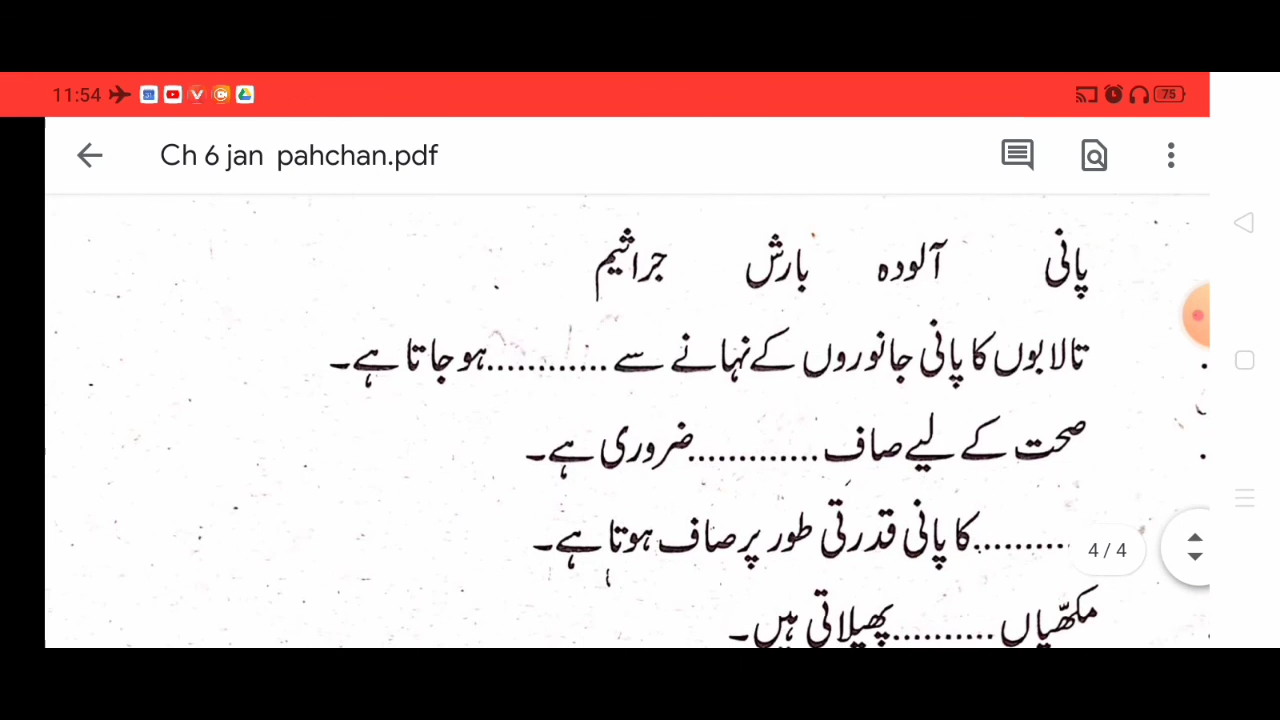 11:54 75
Ch 6 jan pahchan.pdf
پانی آلودہ بارش جراثیم
تالابوں کا پانی جانوروں کے نہانے سے ............ہو جاتا ہے۔
صحت کے لیے صاف .............ضروری ہے۔
..........کا پانی قدرتی طور پر صاف ہوتا ہے۔
4 / 4
مکھّیاں ..........پھیلاتی ہیں۔